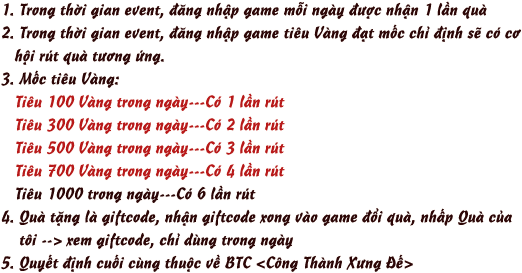 1. Trong thời gian event, đăng nhập game mỗi ngày được nhận 1 lần quà
2. Trong thời gian event, đăng nhập game tiêu Vàng đạt mốc chỉ định sẽ có cơ
hội rút quà tương ứng.
3. Mốc tiêu Vàng:
Tiêu 100 Vàng trong ngày---Có 1 lần rút
Tiêu 300 Vàng trong ngày---Có 2 lần rút
Tiêu 500 Vàng trong ngày---Có 3 lần rút
Tiêu 700 Vàng trong ngày---Có 4 lần rút
Tiêu 1000 trong ngày---Có 6 lần rút
4. Quà tặng là giftcode, nhận giftcode xong vào game đổi quà, nhấp Quà của
tôi --> xem giftcode, chỉ dùng trong ngày
5. Quyết định cuối cùng thuộc về BTC <Công Thành Xưng Đế>